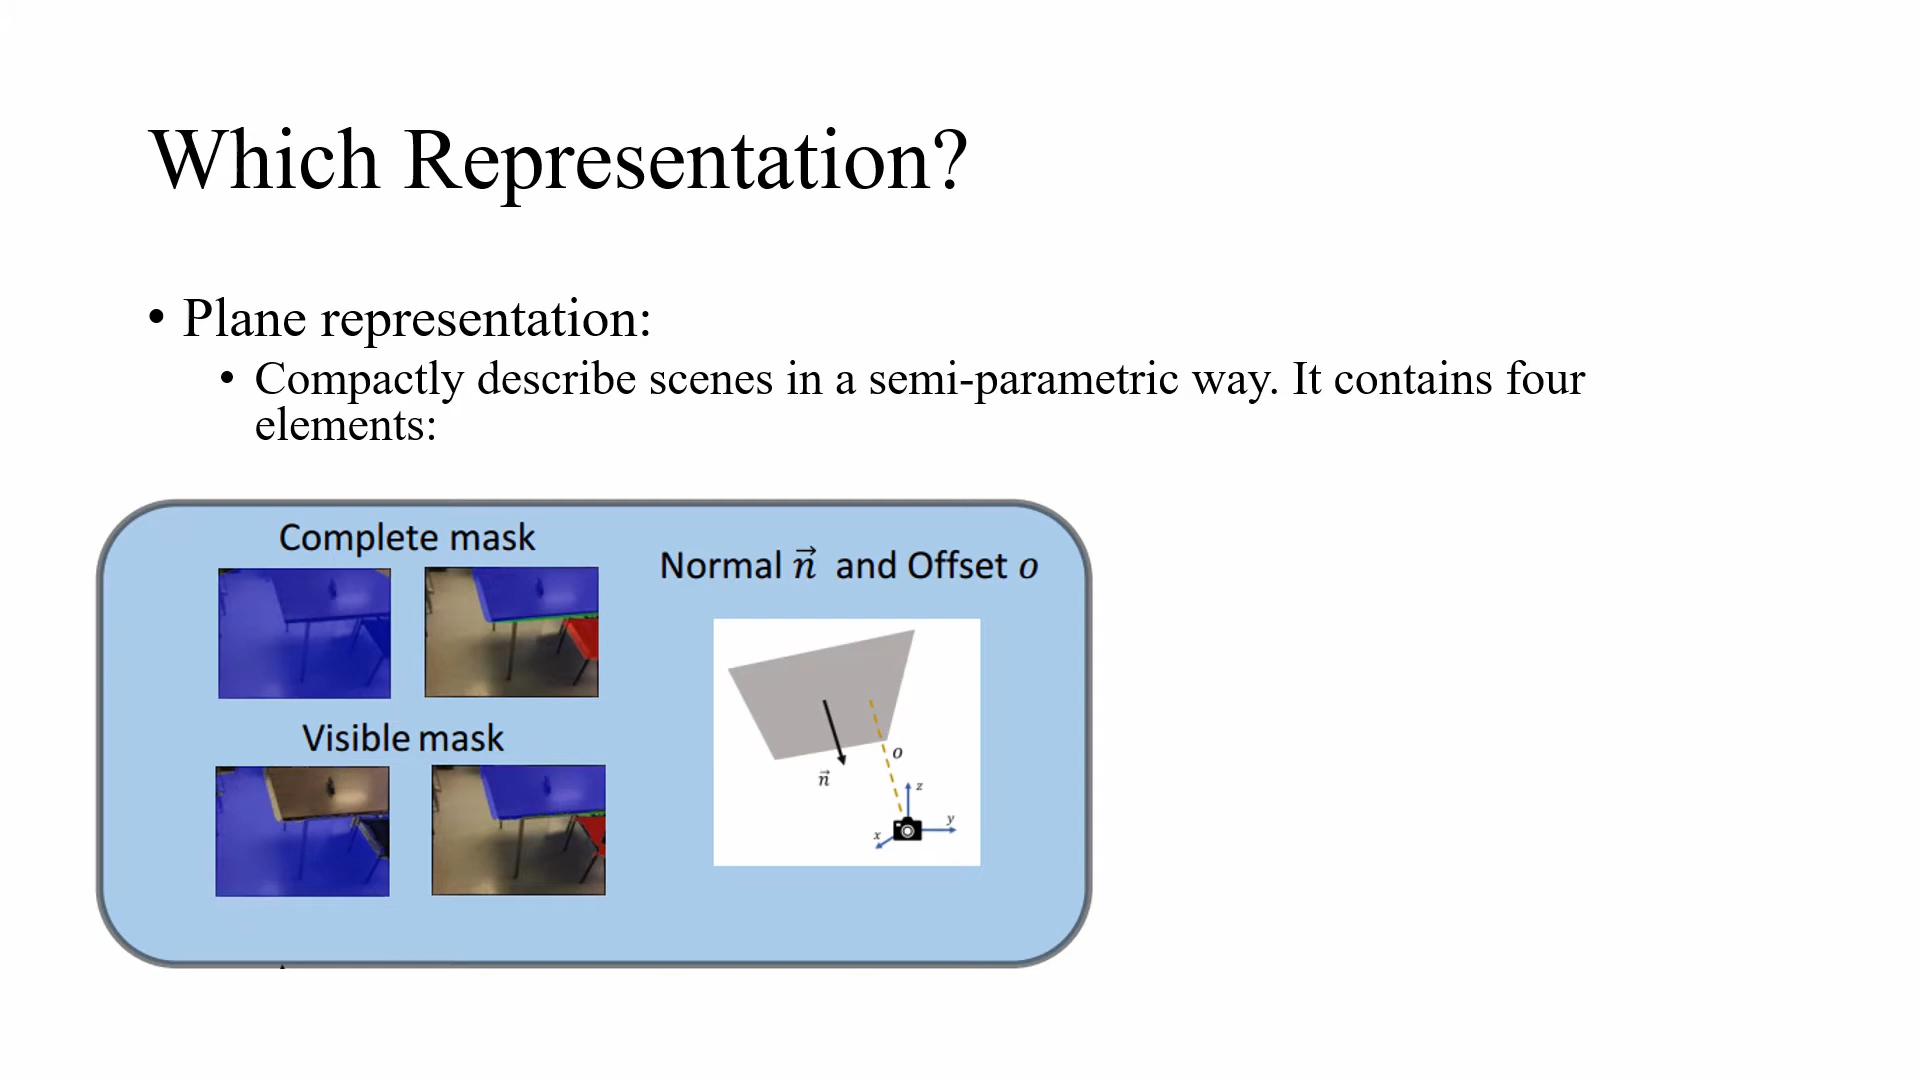 Which Representation?
• Plane representation:
• Compactly describe scenes in a semi-parametric way. It contains four
elements:
Complete mask
Normal n⃗ and Offset o
Visible mask
o
n⃗
z
y
x